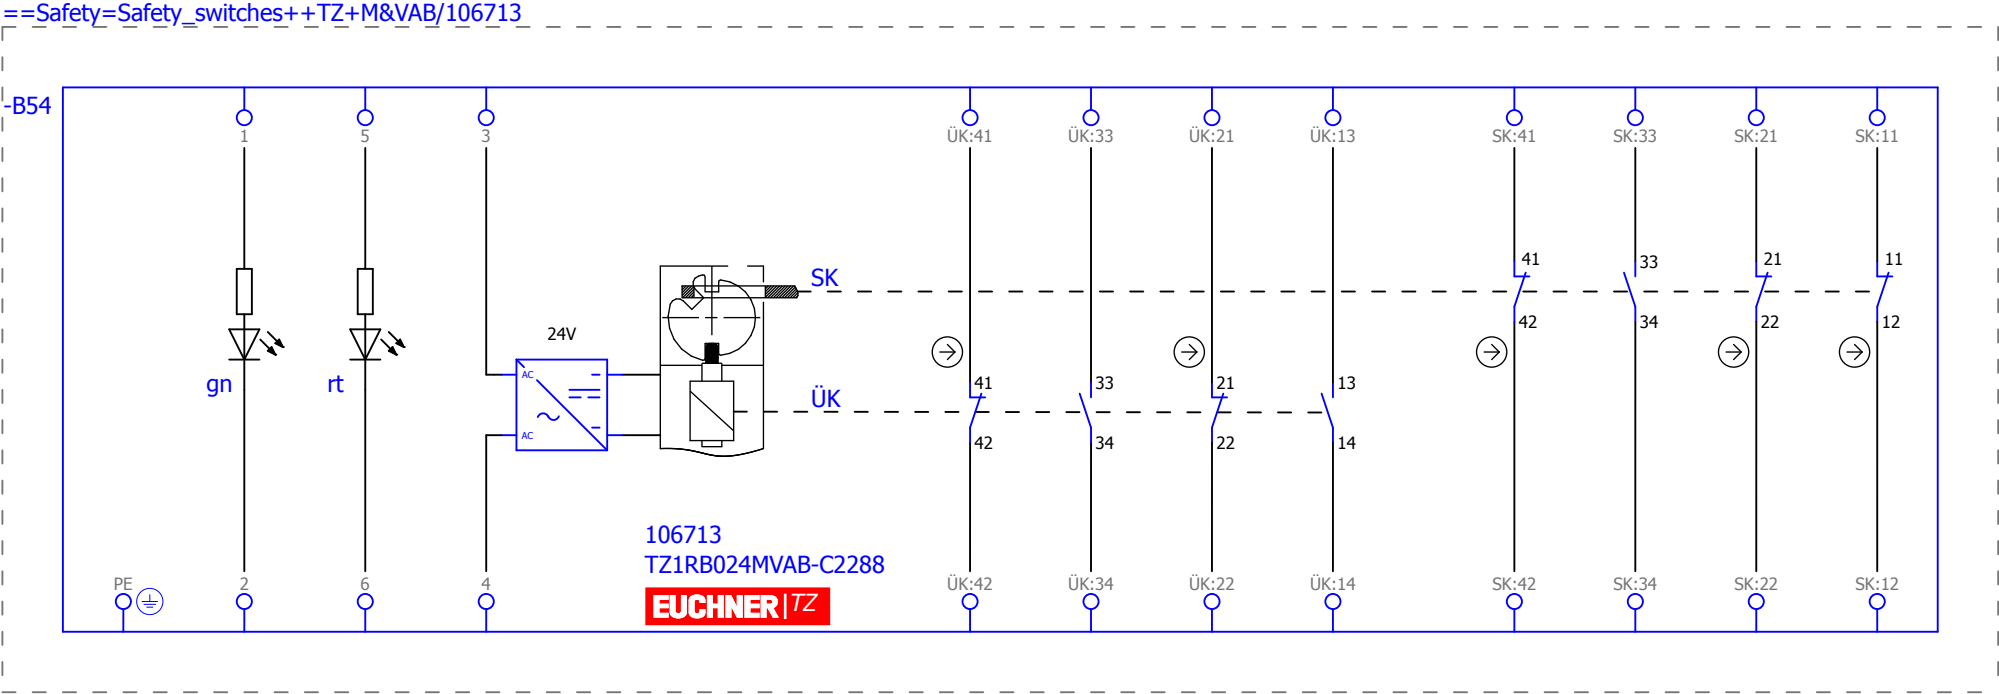 ==Safety=Safety_switches++TZ+M&VAB/106713
-B54
1 5 3 ÜK:41 ÜK:33 ÜK:21 ÜK:13 SK:41 SK:33 SK:21 SK:11
41 33 21 11
SK
42 34 22 12
24V
AC
gn rt
41 33 21 13
ÜK
AC
42 34 22 14
106713
TZ1RB024MVAB-C2288
PE 2 6 4 ÜK:42 ÜK:34 ÜK:22 ÜK:14 SK:42 SK:34 SK:22 SK:12
EUCHNER|TZ